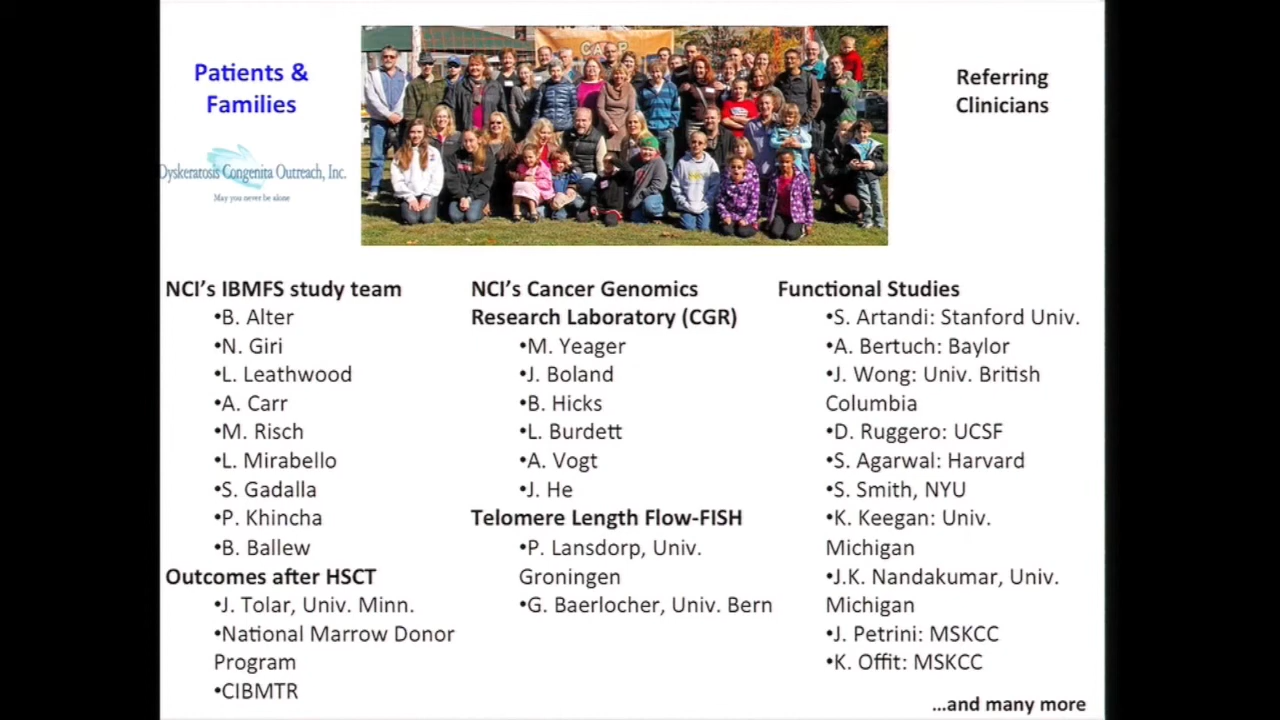 Patients &
Families
Dyskeratosis Congenita Outreach, Inc.
May you never be alone
CAMP
Referring
Clinicians
NCI’s IBMFS study team
•B. Alter
•N. Giri
•L. Leathwood
•A. Carr
•M. Risch
•L. Mirabello
•S. Gadalla
•P. Khincha
•B. Ballew
Outcomes after HSCT
•J. Tolar, Univ. Minn.
•National Marrow Donor
Program
•CIBMTR
NCI’s Cancer Genomics
Research Laboratory (CGR)
•M. Yeager
•J. Boland
•B. Hicks
•L. Burdett
•A. Vogt
•J. He
Telomere Length Flow-FISH
•P. Lansdorp, Univ.
Groningen
•G. Baerlocher, Univ. Bern
Functional Studies
•S. Artandi: Stanford Univ.
•A. Bertuch: Baylor
•J. Wong: Univ. British
Columbia
•D. Ruggero: UCSF
•S. Agarwal: Harvard
•S. Smith, NYU
•K. Keegan: Univ.
Michigan
•J.K. Nandakumar, Univ.
Michigan
•J. Petrini: MSKCC
•K. Offit: MSKCC
...and many more